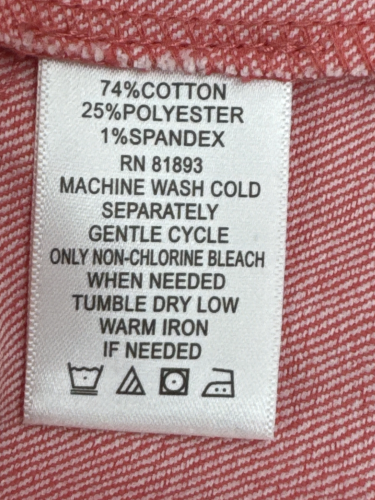 74%COTTON
25%POLYESTER
1%SPANDEX
RN 81893
MACHINE WASH COLD
SEPARATELY
GENTLE CYCLE
ONLY NON-CHLORINE BLEACH
WHEN NEEDED
TUMBLE DRY LOW
WARM IRON
IF NEEDED